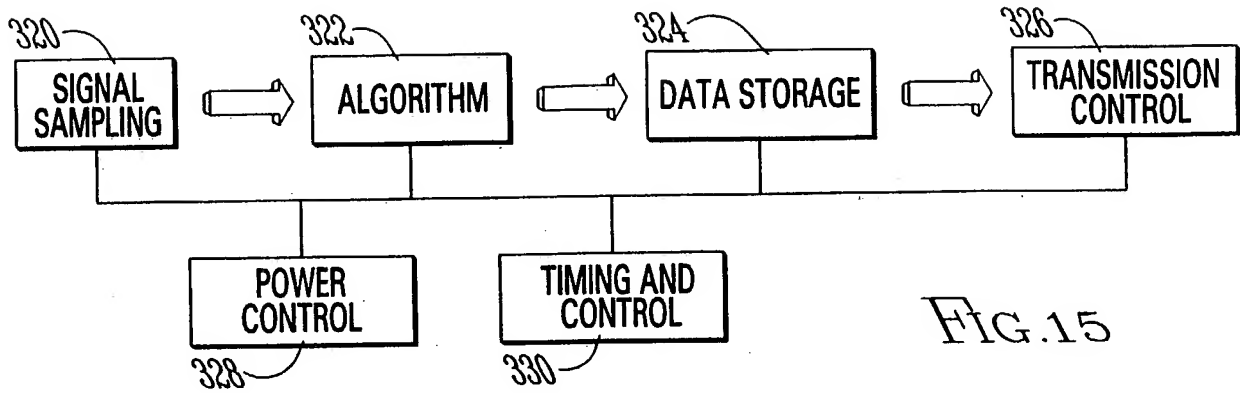 320
322
324
326
SIGNAL
SAMPLING
ALGORITHM
DATA STORAGE
TRANSMISSION
CONTROL
POWER
CONTROL
TIMING AND
CONTROL
328
330
FIG.15